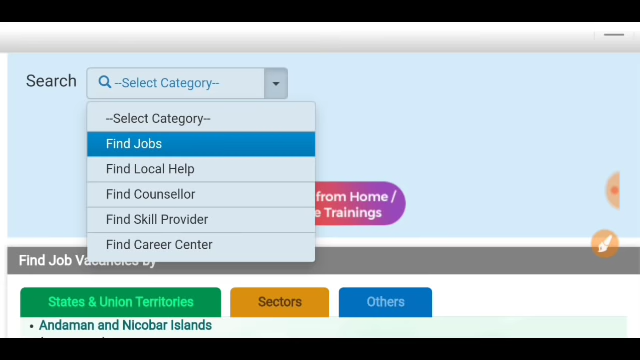 Search
--Select Category--
--Select Category--
Find Jobs
Find Local Help
Find Counsellor
from Home /
Find Skill Provider
Trainings
Find Career Center
Find Job Vacancies by
States & Union Territories
Sectors
Others
• Andaman and Nicobar Islands